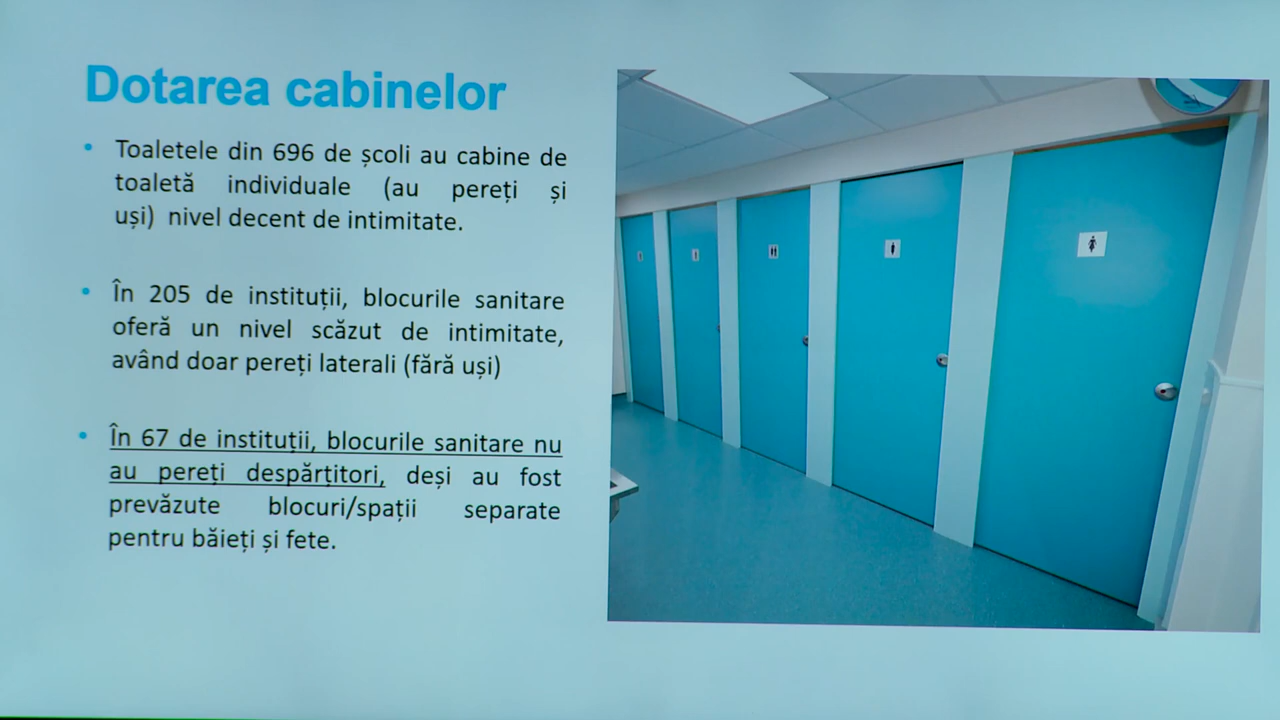 Dotarea cabinelor
• Toaletele din 696 de școli au cabine de
toaletă individuale (au pereți și
uși) nivel decent de intimitate.
• În 205 de instituții, blocurile sanitare
oferă un nivel scăzut de intimitate,
având doar pereți laterali (fără uși)
• În 67 de instituții, blocurile sanitare nu
au pereți despărțitori, deși au fost
prevăzute blocuri/spații separate
pentru băieți și fete.